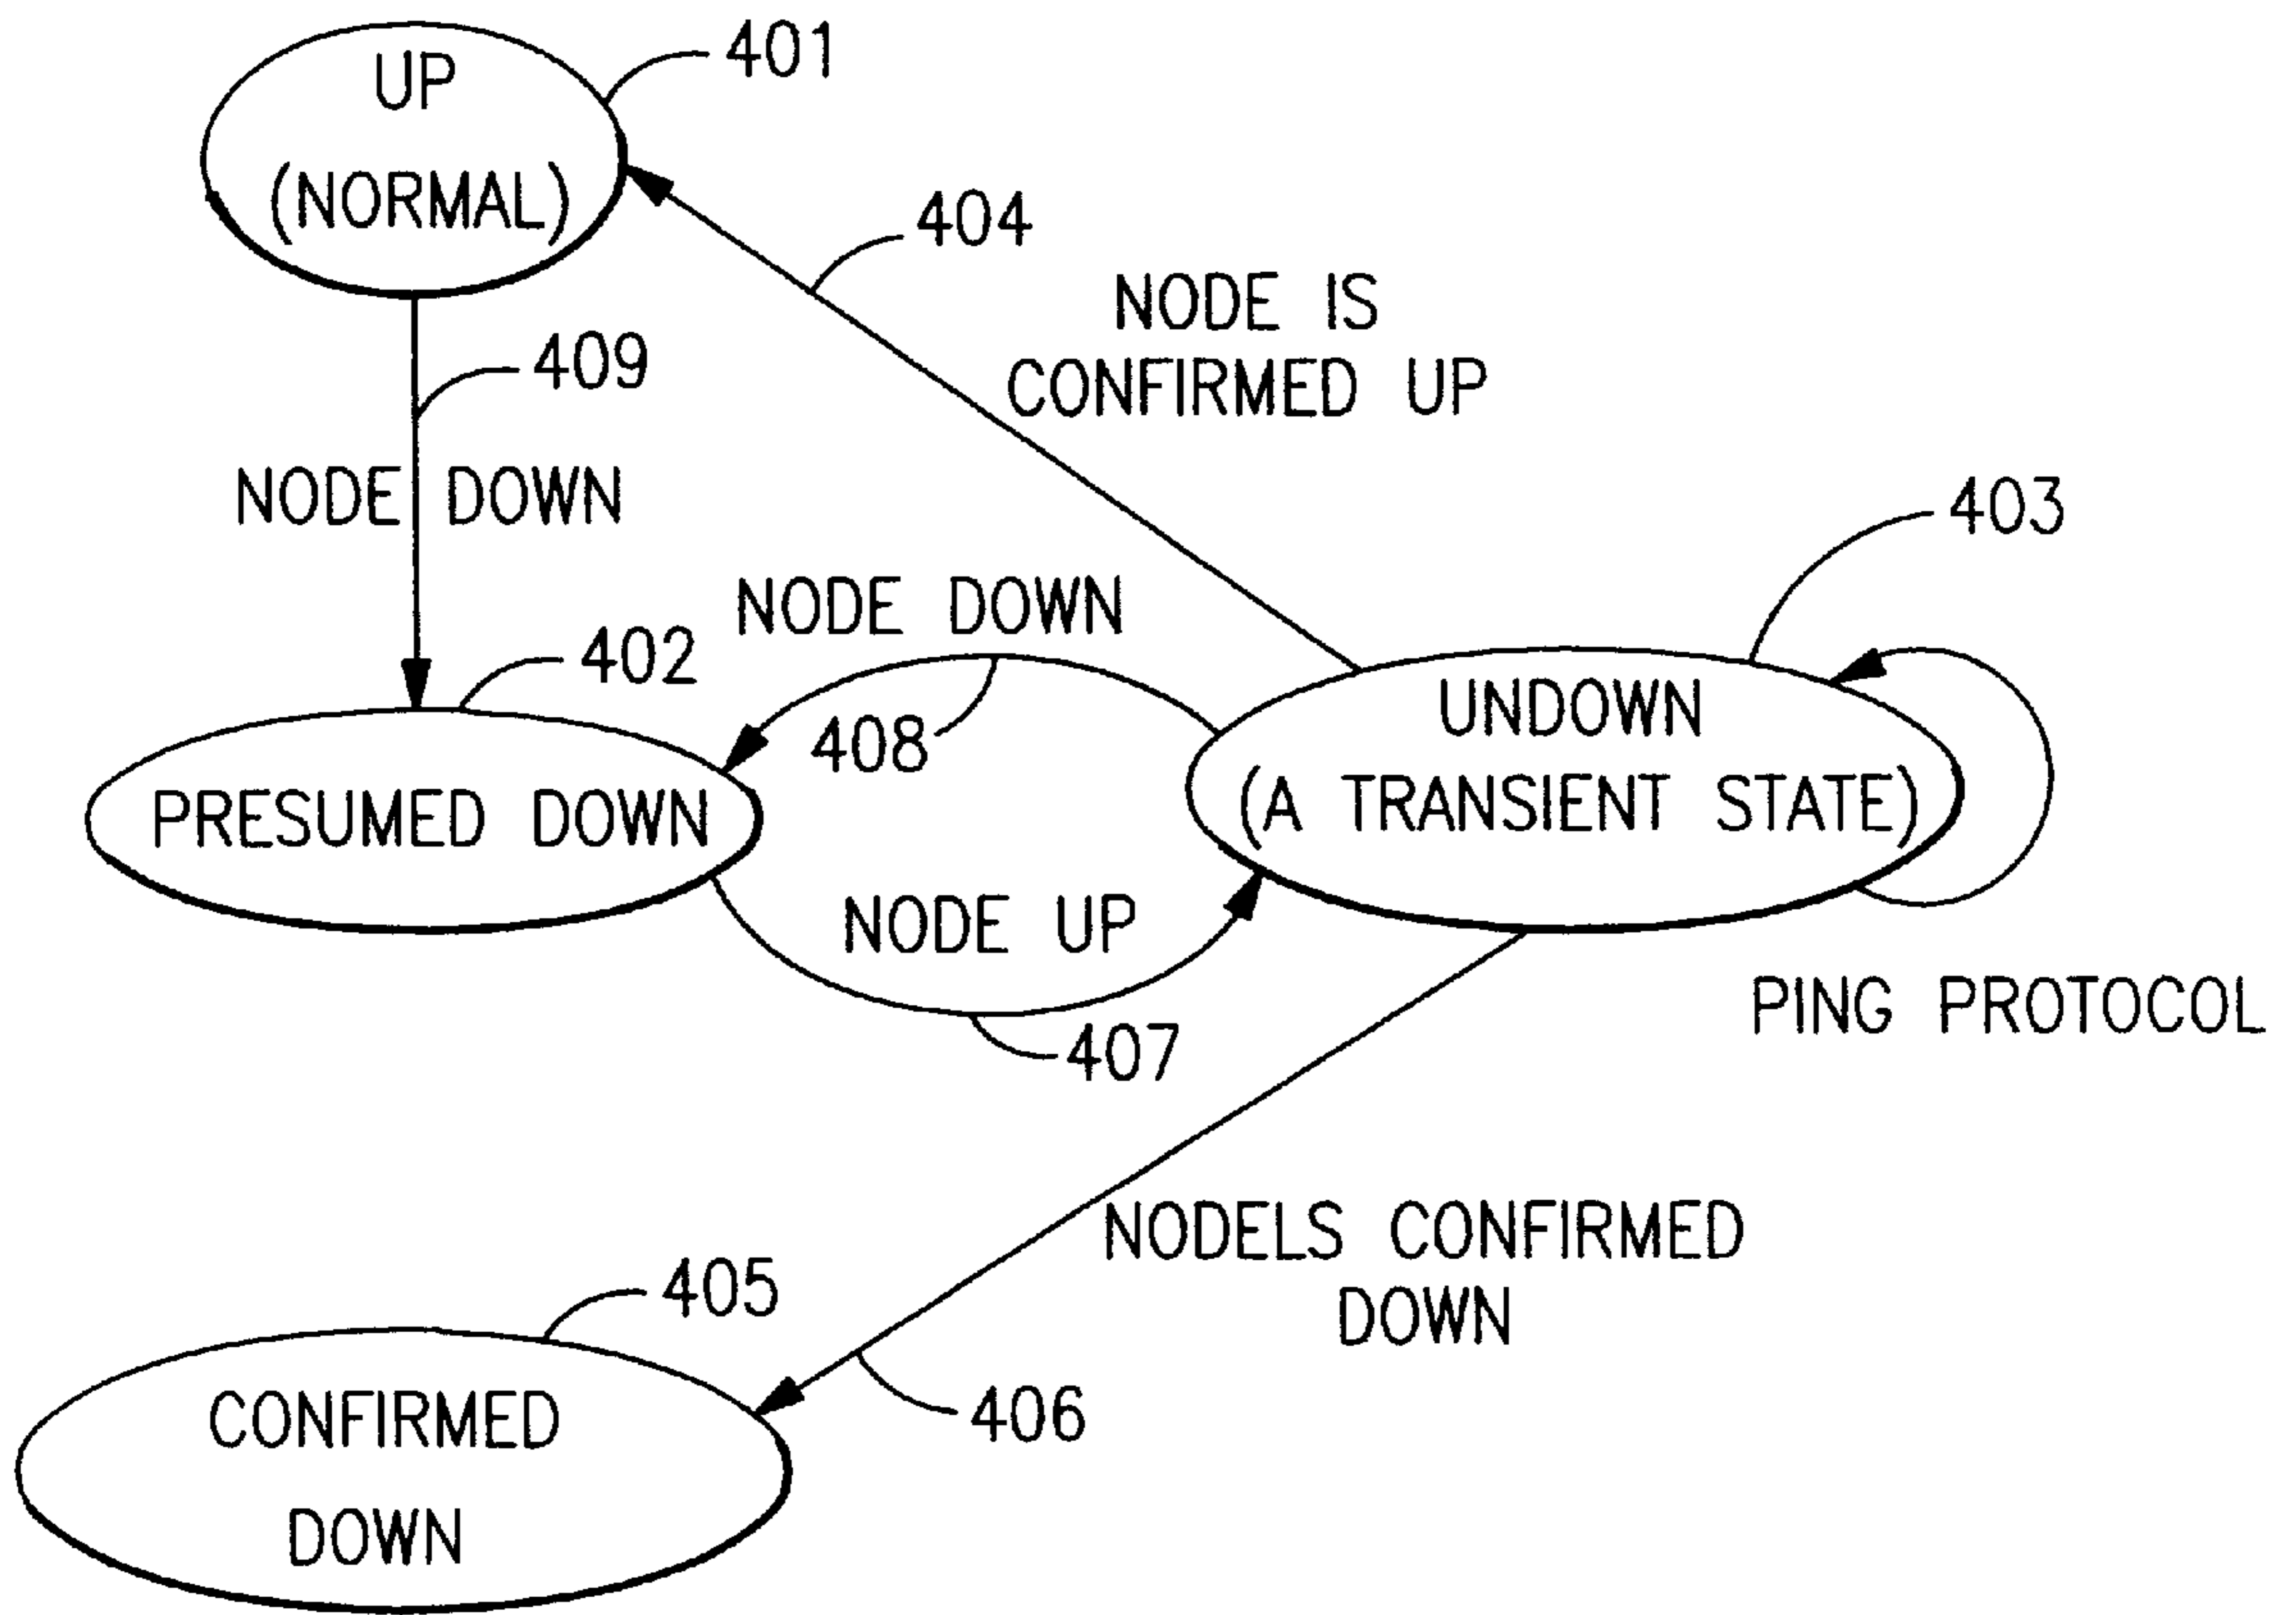 UP
(NORMAL)
401
404
NODE IS
CONFIRMED UP
409
NODE DOWN
403
NODE DOWN
402
408
UNDOWN
(A TRANSIENT STATE)
PRESUMED DOWN
NODE UP
407
PING PROTOCOL
NODELS CONFIRMED
DOWN
405
406
CONFIRMED
DOWN